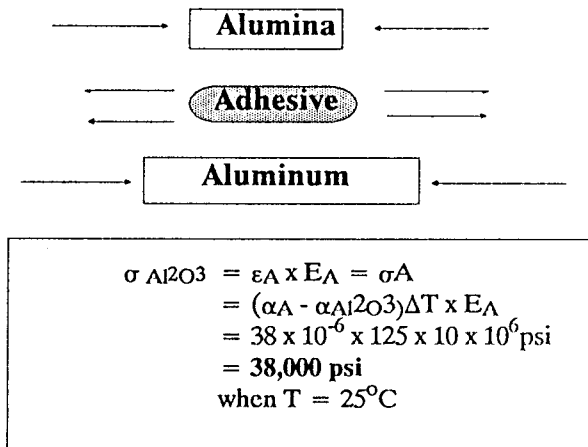 Alumina
Adhesive
Aluminum
σ Al2O3 = εA x EA = σA
= (αA - αAl2O3)ΔT x EA
= 38 x 10⁻⁶ x 125 x 10 x 10⁶psi
= 38,000 psi
when T = 25°C